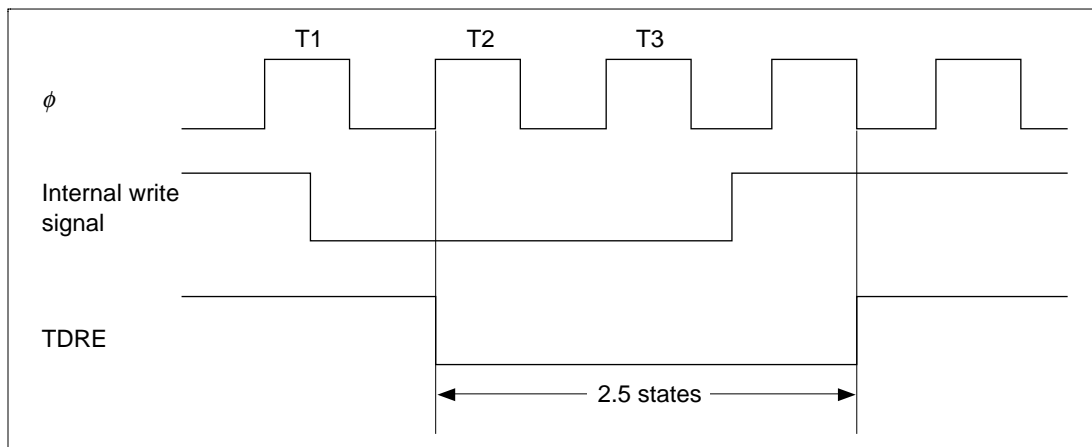 T1 T2 T3
ϕ
Internal write
signal
TDRE
2.5 states